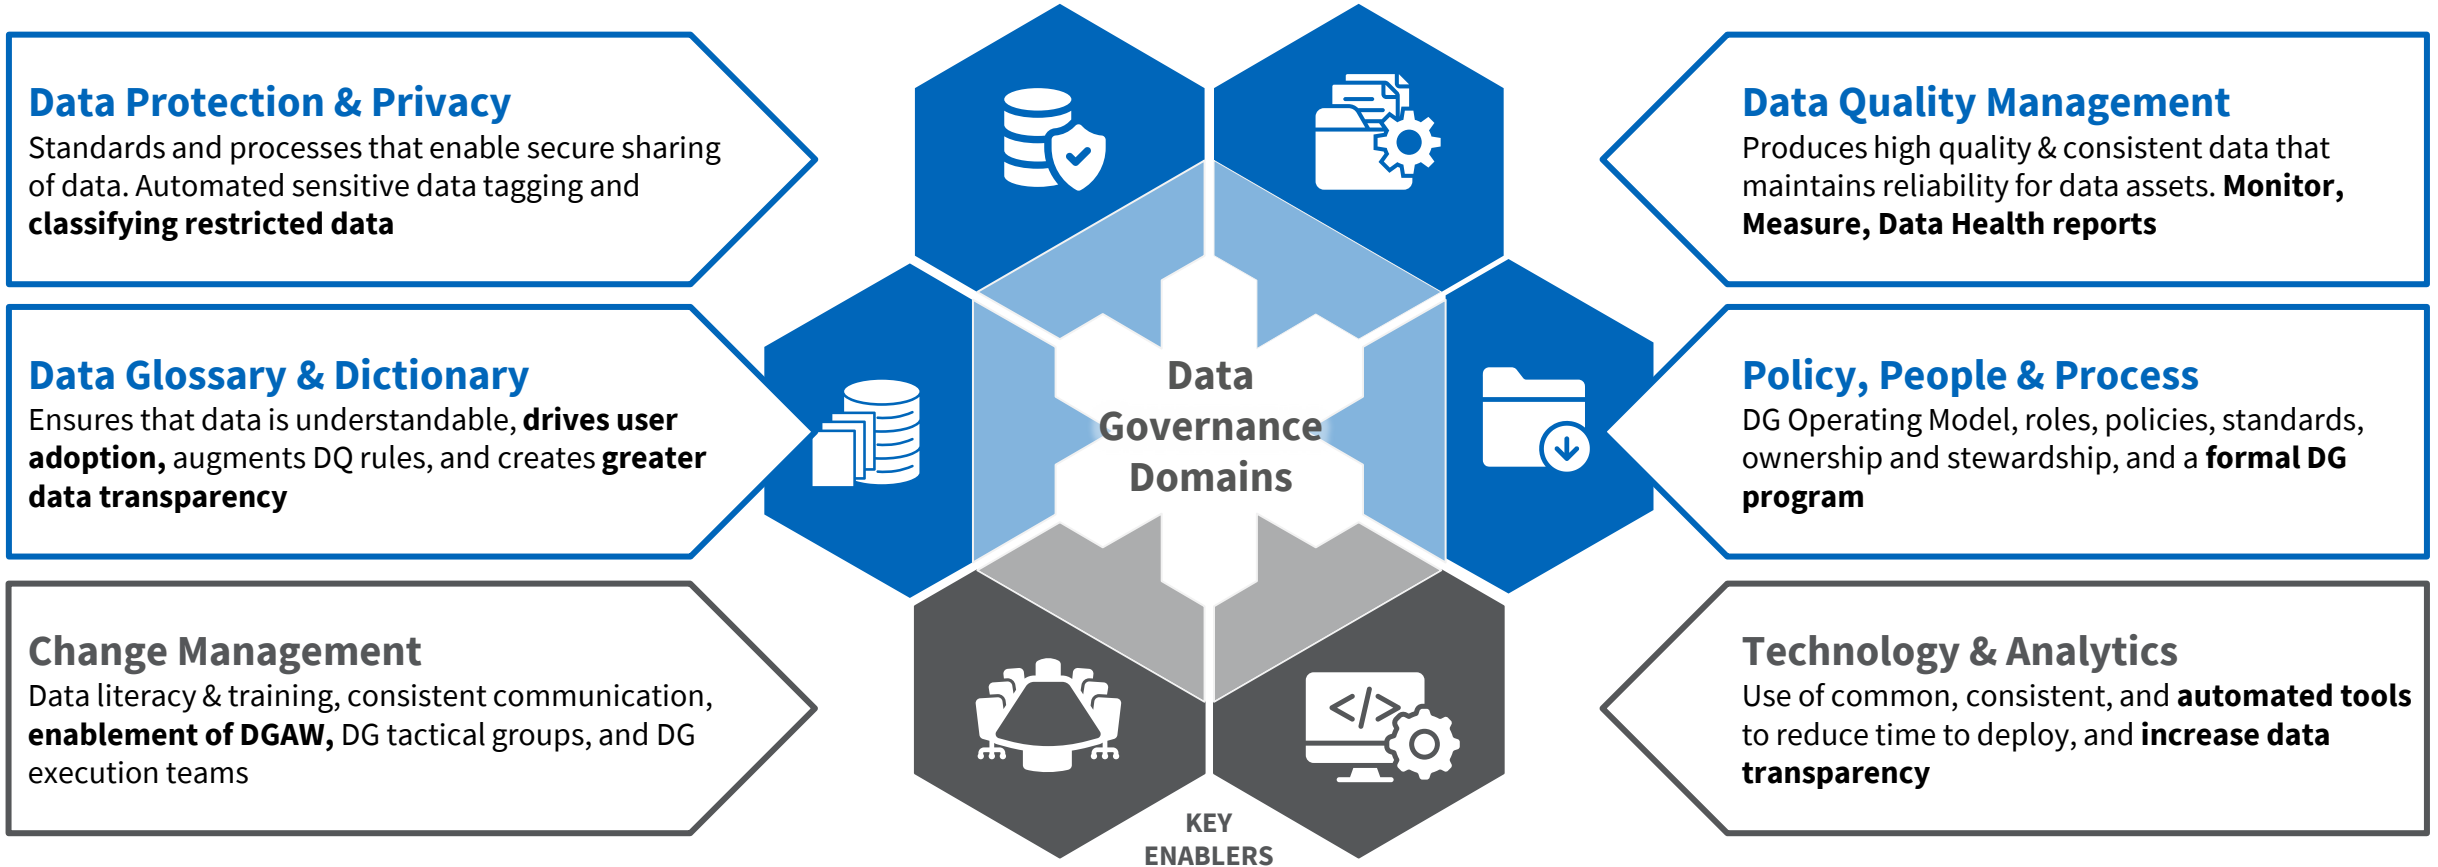 Data Protection & Privacy
Standards and processes that enable secure sharing
of data. Automated sensitive data tagging and
classifying restricted data
Data Glossary & Dictionary
Ensures that data is understandable, drives user
adoption, augments DQ rules, and creates greater
data transparency
Change Management
Data literacy & training, consistent communication,
enablement of DGAW, DG tactical groups, and DG
execution teams
Data
Governance
Domains
</>
KEY
ENABLERS
Data Quality Management
Produces high quality & consistent data that
maintains reliability for data assets. Monitor,
Measure, Data Health reports
Policy, People & Process
DG Operating Model, roles, policies, standards,
ownership and stewardship, and a formal DG
program
Technology & Analytics
Use of common, consistent, and automated tools
to reduce time to deploy, and increase data
transparency